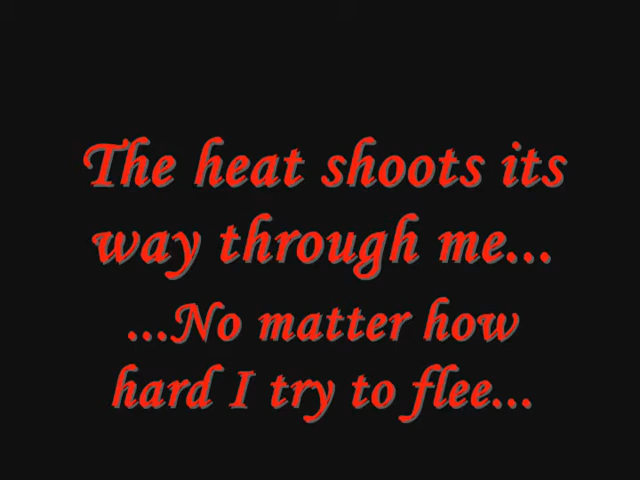 The heat shoots its
way through me...
...No matter how
hard I try to flee...